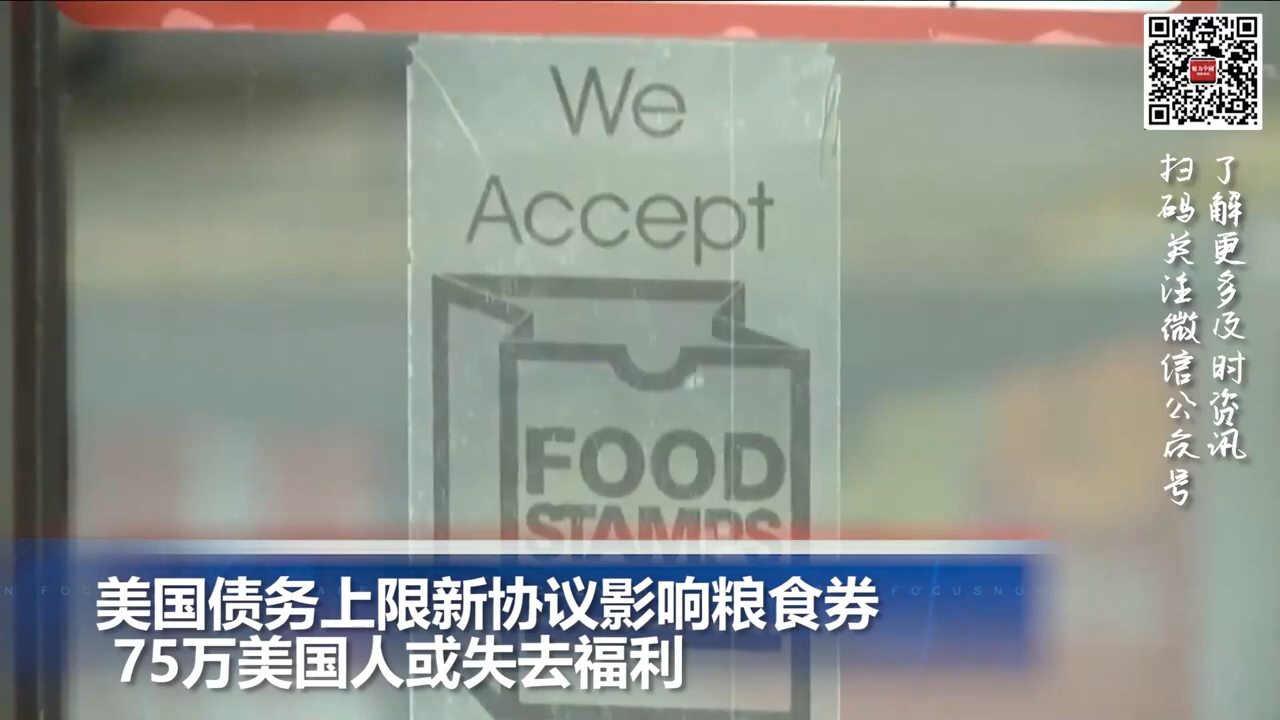 We
Accept
FOOD
STAMPS
了解更多及时资讯
扫码关注微信公众号
美国债务上限新协议影响粮食券
75万美国人或失去福利
FOCUSNO